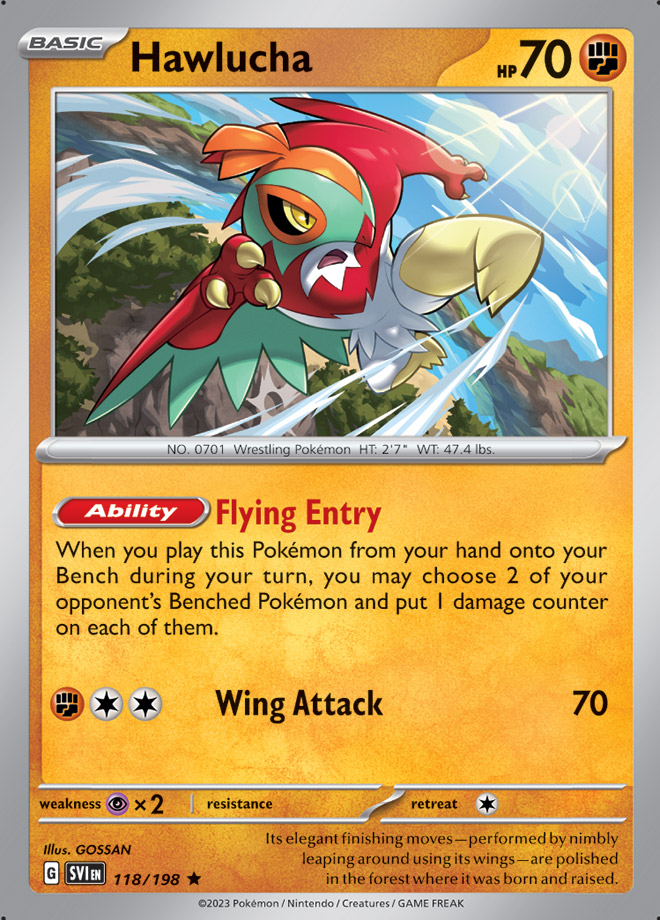 BASIC
Hawlucha
HP 70
NO. 0701 Wrestling Pokémon HT: 2'7" WT: 47.4 lbs.
Ability Flying Entry
When you play this Pokémon from your hand onto your
Bench during your turn, you may choose 2 of your
opponent's Benched Pokémon and put 1 damage counter
on each of them.
Wing Attack 70
weakness ×2 resistance retreat
Its elegant finishing moves—performed by nimbly
leaping around using its wings—are polished
in the forest where it was born and raised.
Illus. GOSSAN
G SVI EN 118/198 ★
©2023 Pokémon / Nintendo / Creatures / GAME FREAK